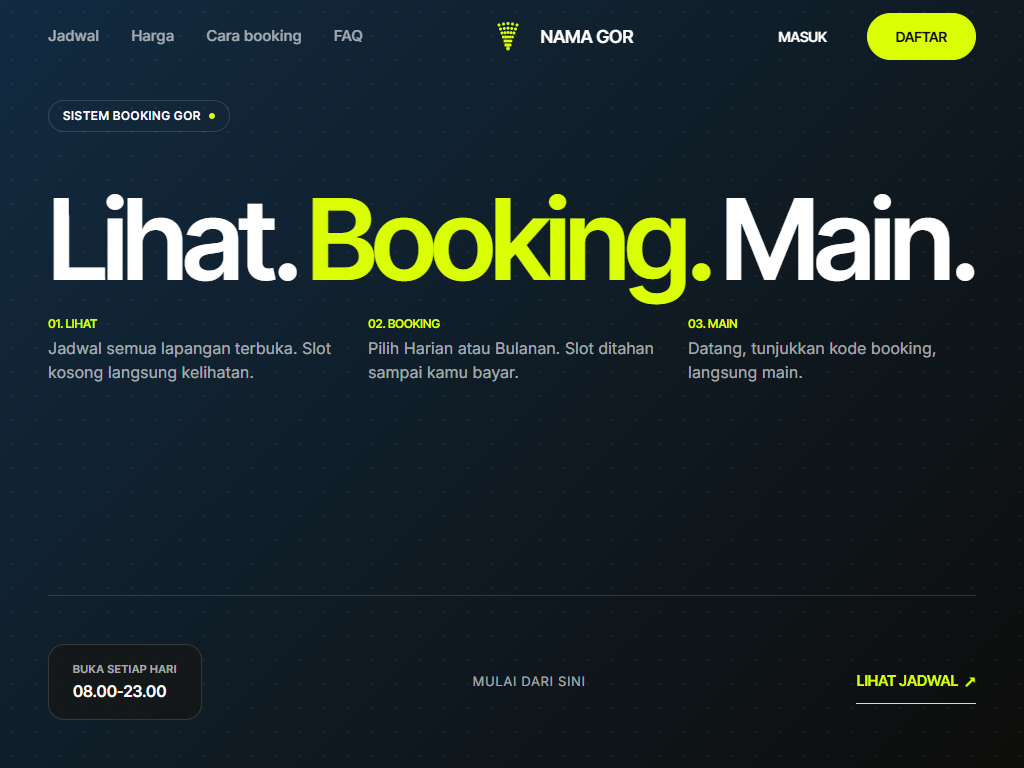 Jadwal Harga Cara booking FAQ NAMA GOR MASUK DAFTAR
SISTEM BOOKING GOR
Lihat. Booking. Main.
01. LIHAT
Jadwal semua lapangan terbuka. Slot
kosong langsung kelihatan.
02. BOOKING
Pilih Harian atau Bulanan. Slot ditahan
sampai kamu bayar.
03. MAIN
Datang, tunjukkan kode booking,
langsung main.
BUKA SETIAP HARI
08.00-23.00
MULAI DARI SINI
LIHAT JADWAL ↗